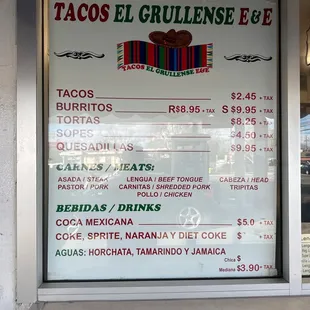 TACOS EL GRULLENSE E&E
TACOS EL GRULLENSE E&E
TACOS $2.45 + TAX
BURRITOS R$8.95 + TAX S $9.95 + TAX
TORTAS $8.25 + TAX
SOPES $4.50 + TAX
QUESADILLAS $9.95 + TAX
CARNES / MEATS:
ASADA / STEAK LENGUA / BEEF TONGUE CABEZA / HEAD
PASTOR / PORK CARNITAS / SHREDDED PORK TRIPITAS
POLLO / CHICKEN
BEBIDAS / DRINKS
COCA MEXICANA $5.0 + TAX
COKE, SPRITE, NARANJA Y DIET COKE $ + TAX
AGUAS: HORCHATA, TAMARINDO Y JAMAICA
Chica $
Mediana $3.90 + TAX